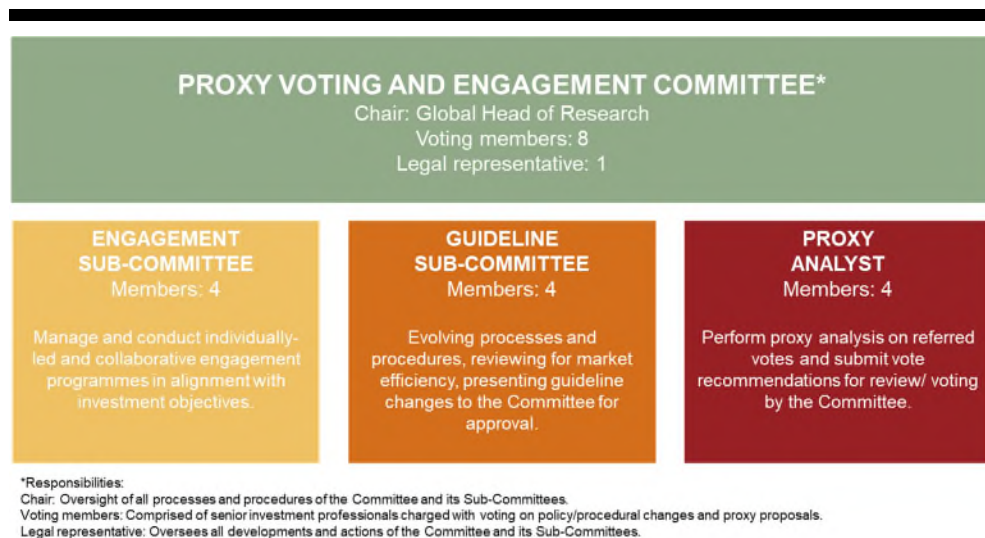 PROXY VOTING AND ENGAGEMENT COMMITTEE*
Chair: Global Head of Research
Voting members: 8
Legal representative: 1
ENGAGEMENT
SUB-COMMITTEE
Members: 4
Manage and conduct individually-
led and collaborative engagement
programmes in alignment with
investment objectives.
GUIDELINE
SUB-COMMITTEE
Members: 4
Evolving processes and
procedures, reviewing for market
efficiency, presenting guideline
changes to the Committee for
approval.
PROXY
ANALYST
Members: 4
Perform proxy analysis on referred
votes and submit vote
recommendations for review/ voting
by the Committee.
*Responsibilities:
Chair: Oversight of all processes and procedures of the Committee and its Sub-Committees.
Voting members: Comprised of senior investment professionals charged with voting on policy/procedural changes and proxy proposals.
Legal representative: Oversees all developments and actions of the Committee and its Sub-Committees.